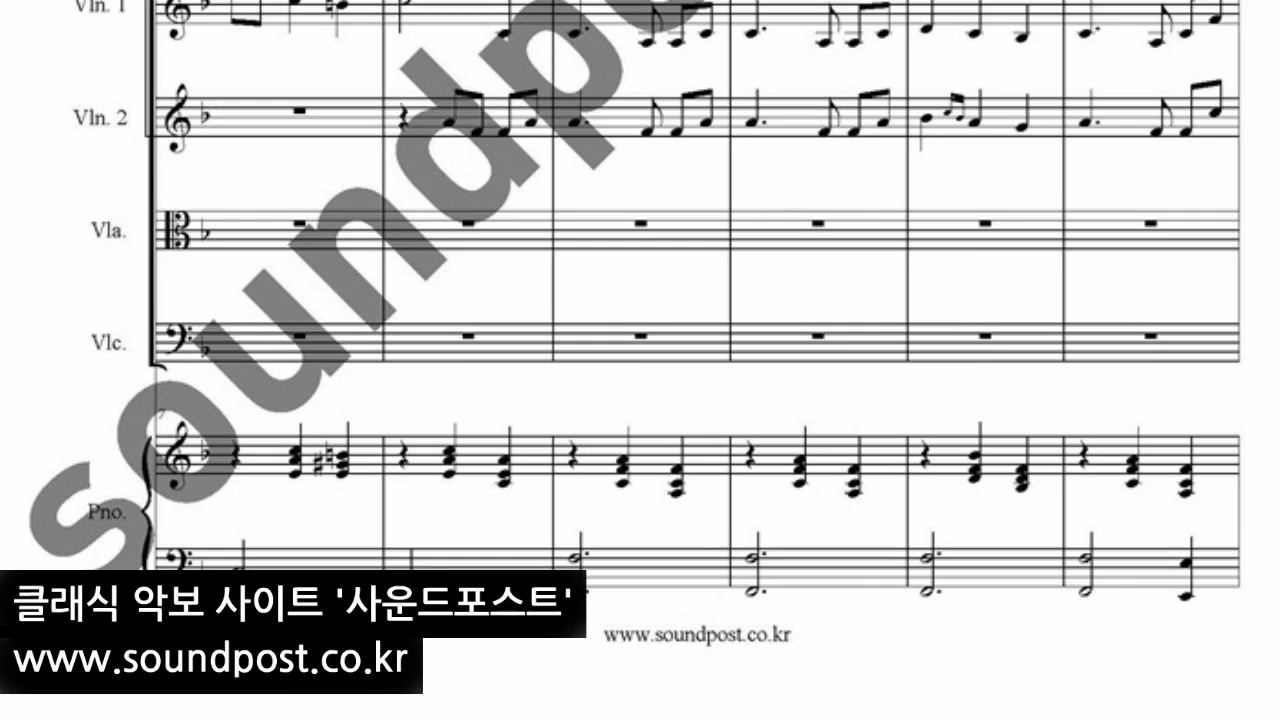 Vln. 1
Vln. 2
Vla.
Vlc.
7
Pno.
soundpo
클래식 악보 사이트 '사운드포스트'
www.soundpost.co.kr
www.soundpost.co.kr